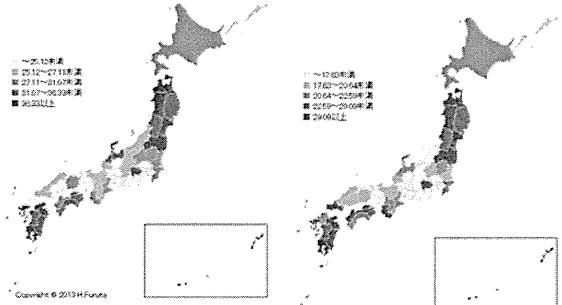 ～25.12未満
25.12～27.11未満
27.11～31.07未満
31.07～36.33未満
36.33以上
～17.63未満
17.63～20.64未満
20.64～22.59未満
22.59～29.09未満
29.09以上
Copyright © 2013 H.Furuta